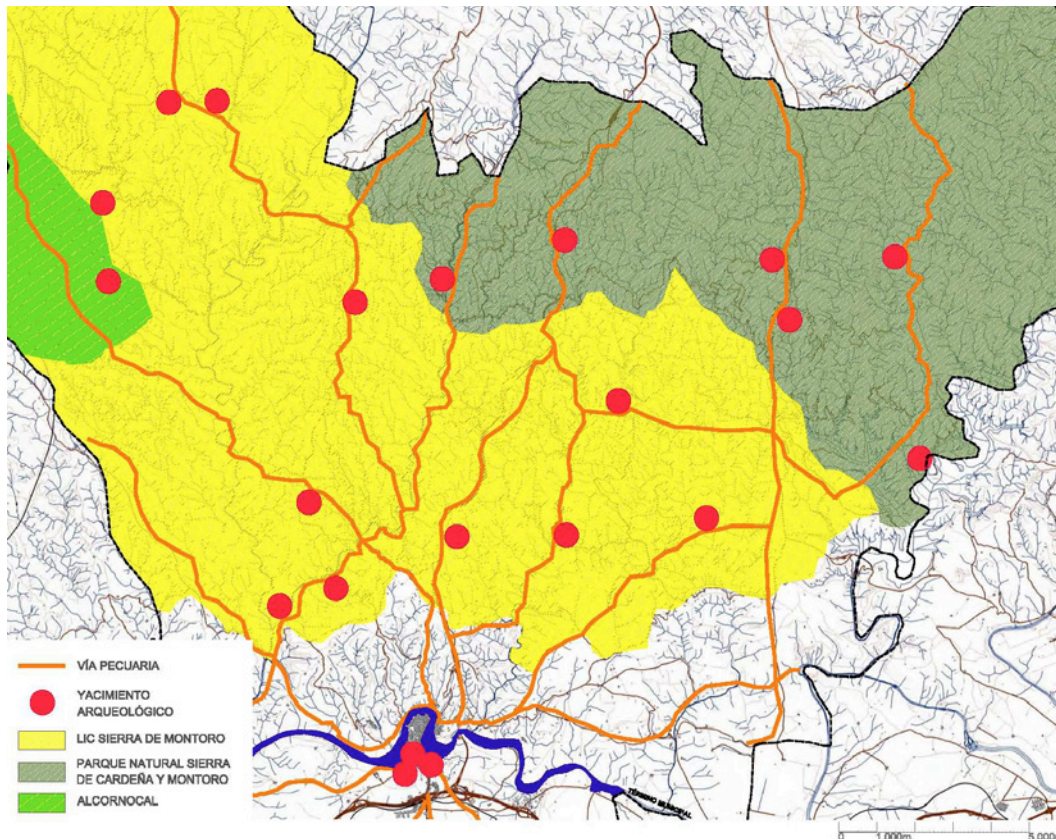 VÍA PECUARIA
YACIMIENTO
ARQUEOLÓGICO
LIC SIERRA DE MONTORO
PARQUE NATURAL SIERRA
DE CARDEÑA Y MONTORO
ALCORNOCAL
TÉRMINO MUNICIPAL
0 1.000m. 5.000